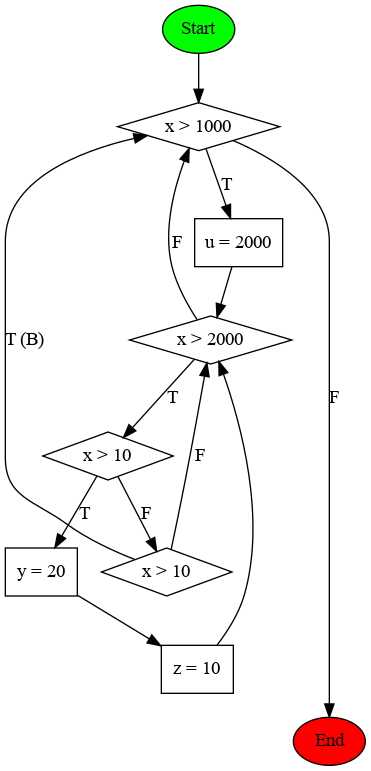 Start
x > 1000
T
u = 2000
F
x > 2000
T (B)
T
F
x > 10
F
T
F
y = 20
x > 10
z = 10
End